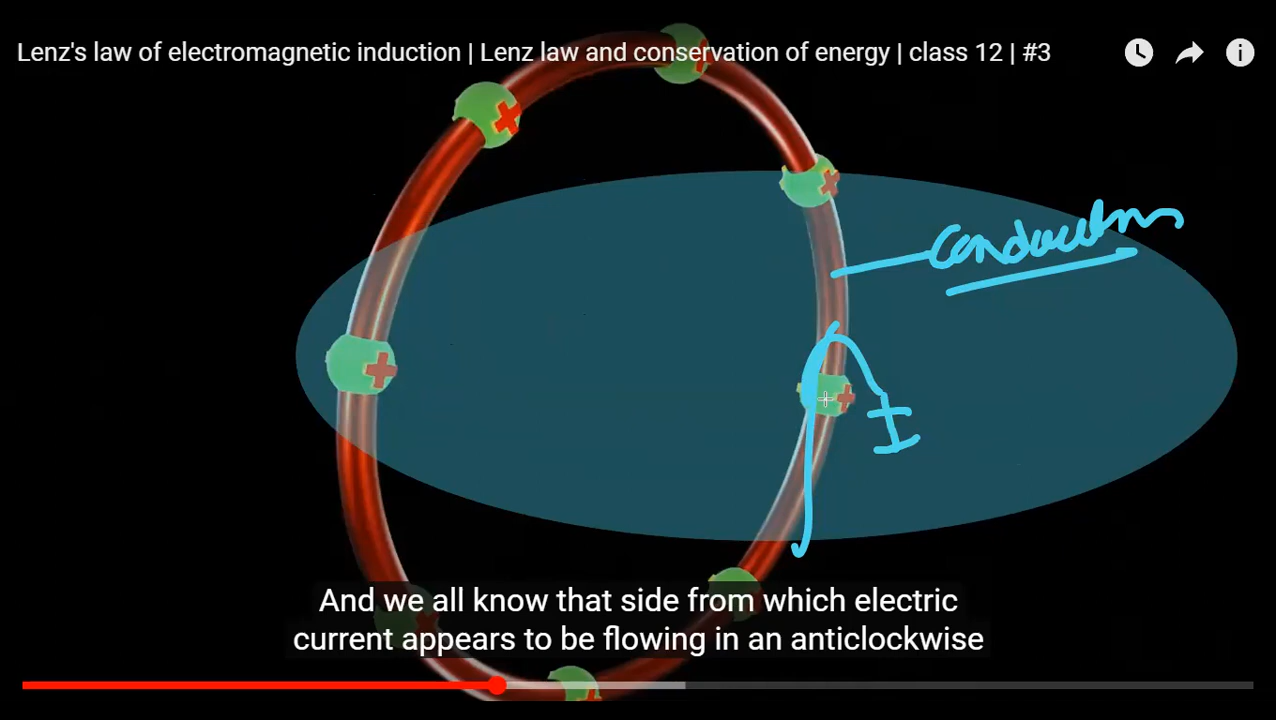 Lenz's law of electromagnetic induction | Lenz law and conservation of energy | class 12 | #3
I
And we all know that side from which electric
current appears to be flowing in an anticlockwise